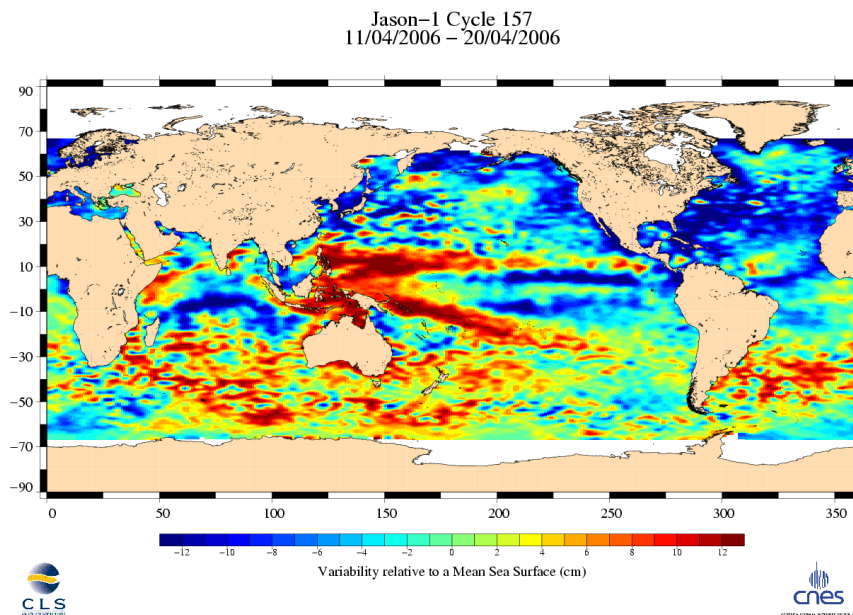 Jason−1 Cycle 157
11/04/2006 − 20/04/2006
90
70
50
30
10
−10
−30
−50
−70
−90
0 50 100 150 200 250 300 350
−12 −10 −8 −6 −4 −2 0 2 4 6 8 10 12
Variability relative to a Mean Sea Surface (cm)
CLS
cnes